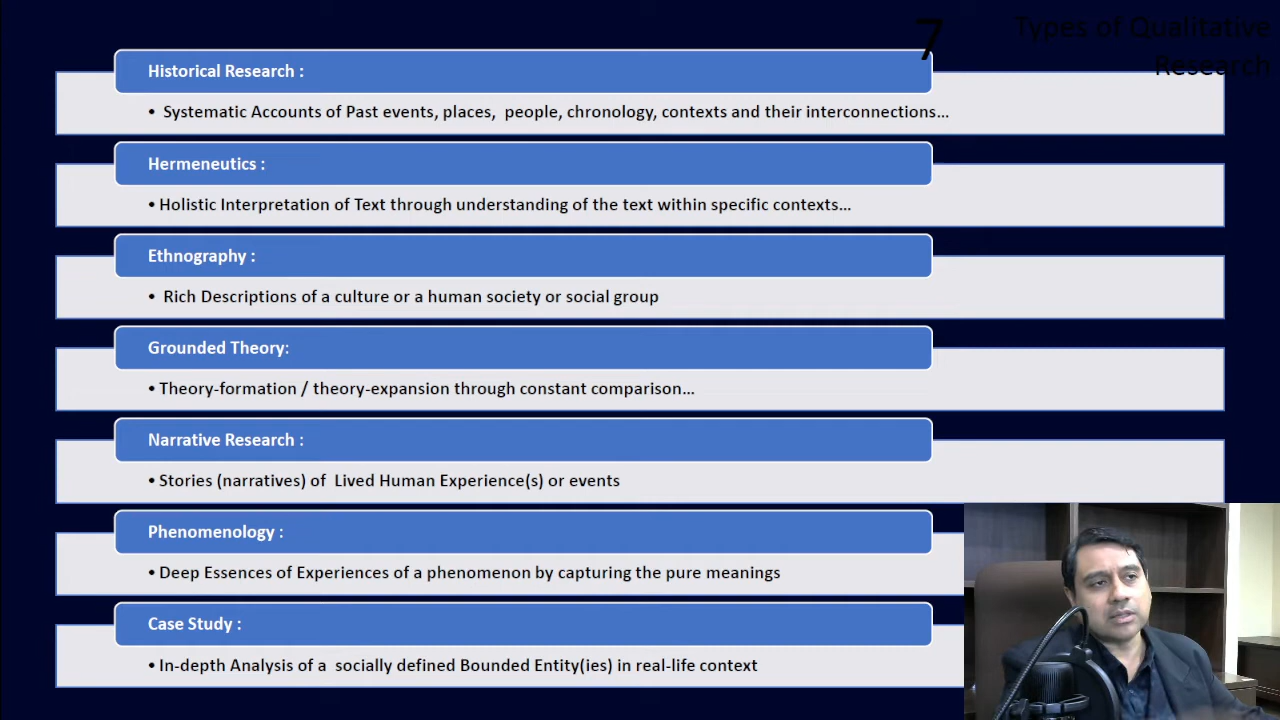 7 Types of Qualitative
Research
Historical Research :
• Systematic Accounts of Past events, places, people, chronology, contexts and their interconnections…
Hermeneutics :
• Holistic Interpretation of Text through understanding of the text within specific contexts…
Ethnography :
• Rich Descriptions of a culture or a human society or social group
Grounded Theory:
• Theory-formation / theory-expansion through constant comparison…
Narrative Research :
• Stories (narratives) of Lived Human Experience(s) or events
Phenomenology :
• Deep Essences of Experiences of a phenomenon by capturing the pure meanings
Case Study :
• In-depth Analysis of a socially defined Bounded Entity(ies) in real-life context